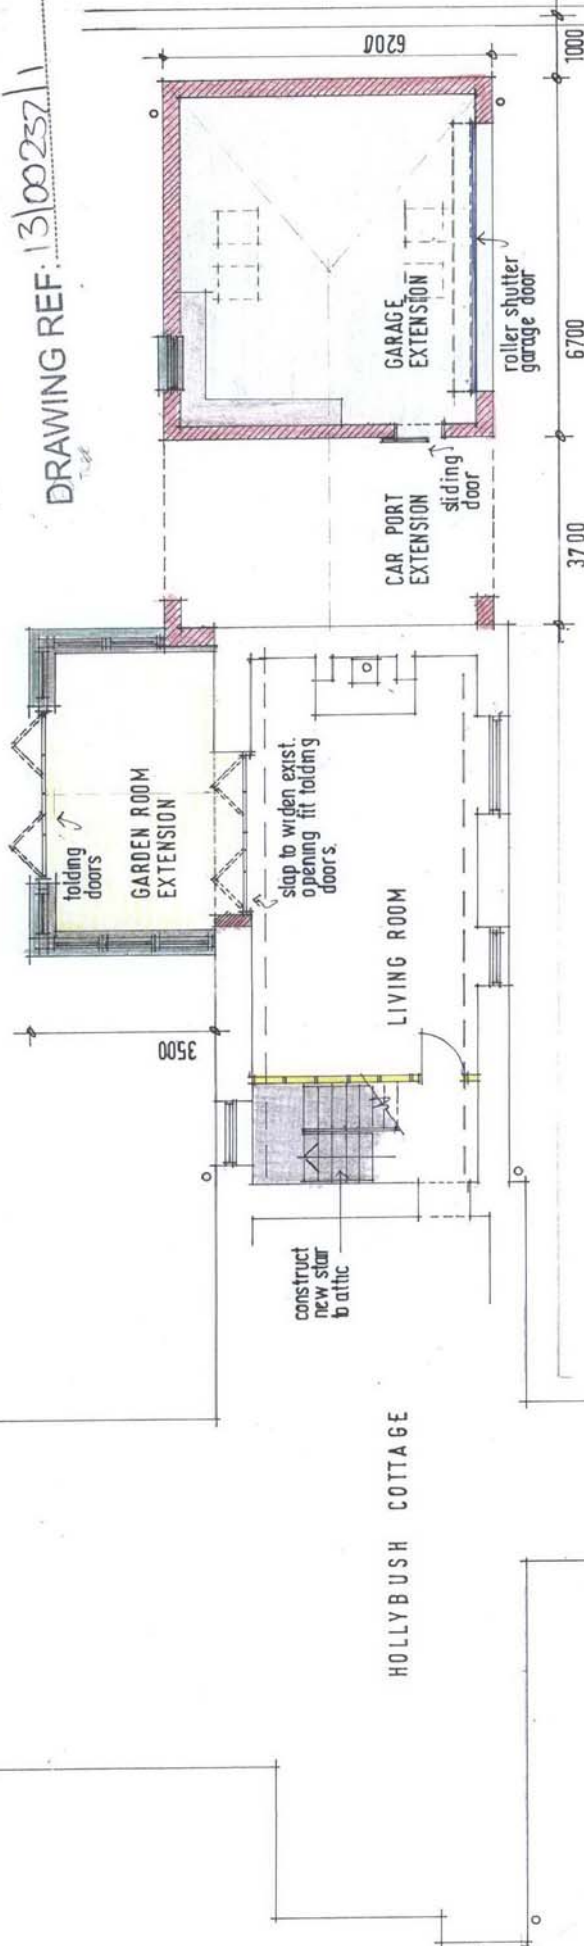 DRAWING REF: 13/00237/1
6200
1000
6700
3700
GARAGE
EXTENSION
roller shutter
garage door
sliding
door
CAR PORT
EXTENSION
folding
doors
GARDEN ROOM
EXTENSION
slap to widen exist.
opening fit folding
doors.
LIVING ROOM
3500
construct
new stair
to attic
HOLLYBUSH COTTAGE